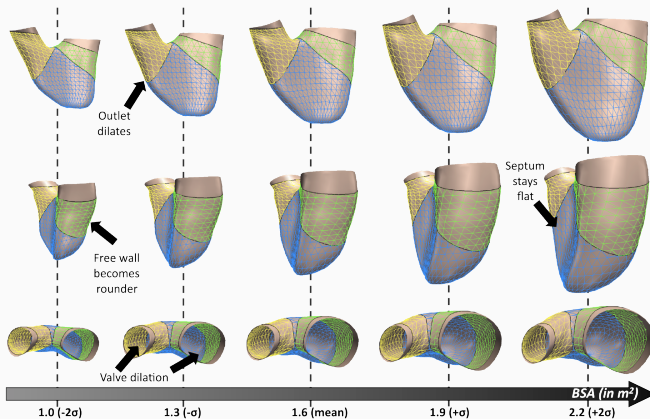 Outlet
dilates
Septum
stays
flat
Free wall
becomes
rounder
Valve dilation
BSA (in m²)
1.0 (-2σ)
1.3 (-σ)
1.6 (mean)
1.9 (+σ)
2.2 (+2σ)